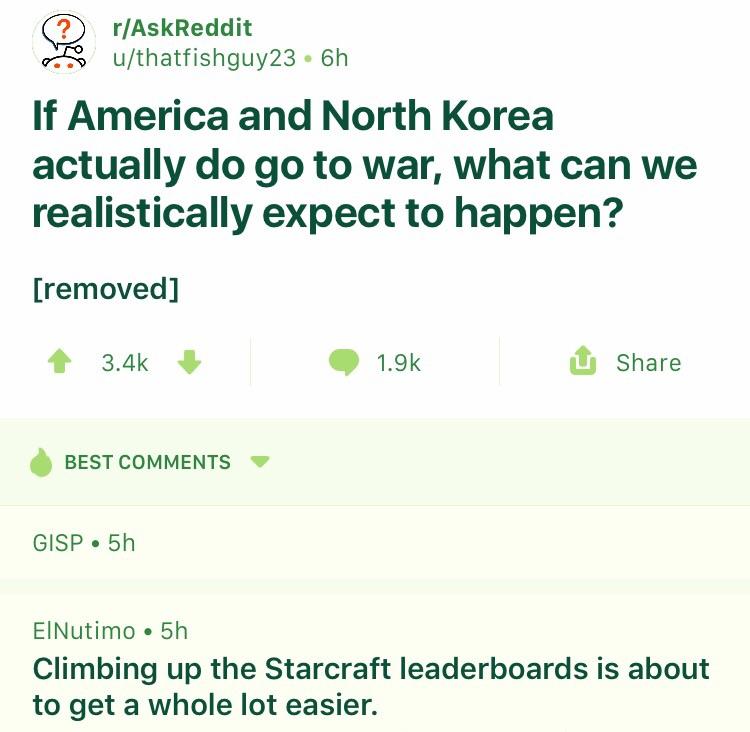 r/AskReddit
u/thatfishguy23 • 6h
If America and North Korea
actually do go to war, what can we
realistically expect to happen?
[removed]
3.4k
1.9k
Share
BEST COMMENTS
GISP • 5h
ElNutimo • 5h
Climbing up the Starcraft leaderboards is about
to get a whole lot easier.